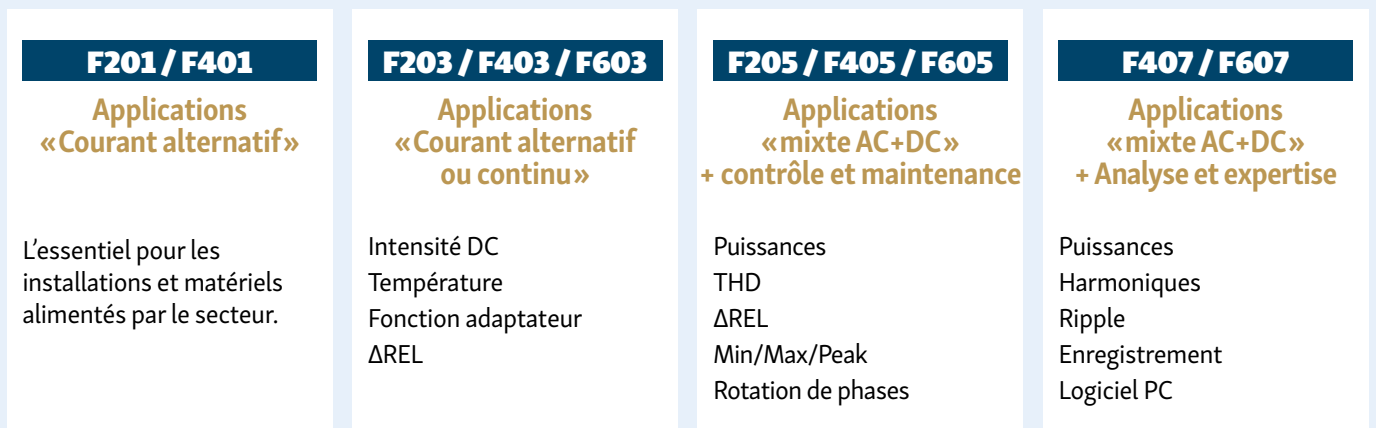 F201 / F401
Applications
«Courant alternatif»
L’essentiel pour les
installations et matériels
alimentés par le secteur.
F203 / F403 / F603
Applications
«Courant alternatif
ou continu»
Intensité DC
Température
Fonction adaptateur
ΔREL
F205 / F405 / F605
Applications
«mixte AC+DC»
+ contrôle et maintenance
Puissances
THD
ΔREL
Min/Max/Peak
Rotation de phases
F407 / F607
Applications
«mixte AC+DC»
+ Analyse et expertise
Puissances
Harmoniques
Ripple
Enregistrement
Logiciel PC